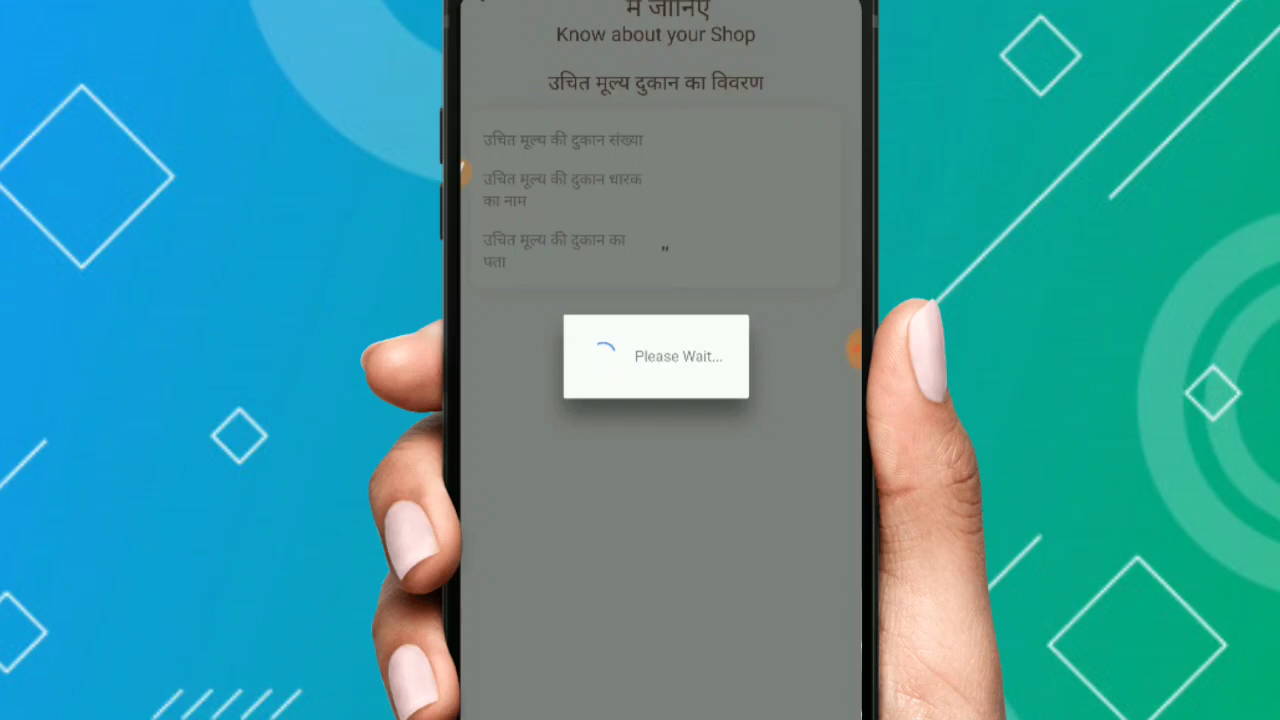 में जानिए
Know about your Shop
उचित मूल्य दुकान का विवरण
उचित मूल्य की दुकान संख्या
उचित मूल्य की दुकान धारक
का नाम
उचित मूल्य की दुकान का
पता
,,
Please Wait...